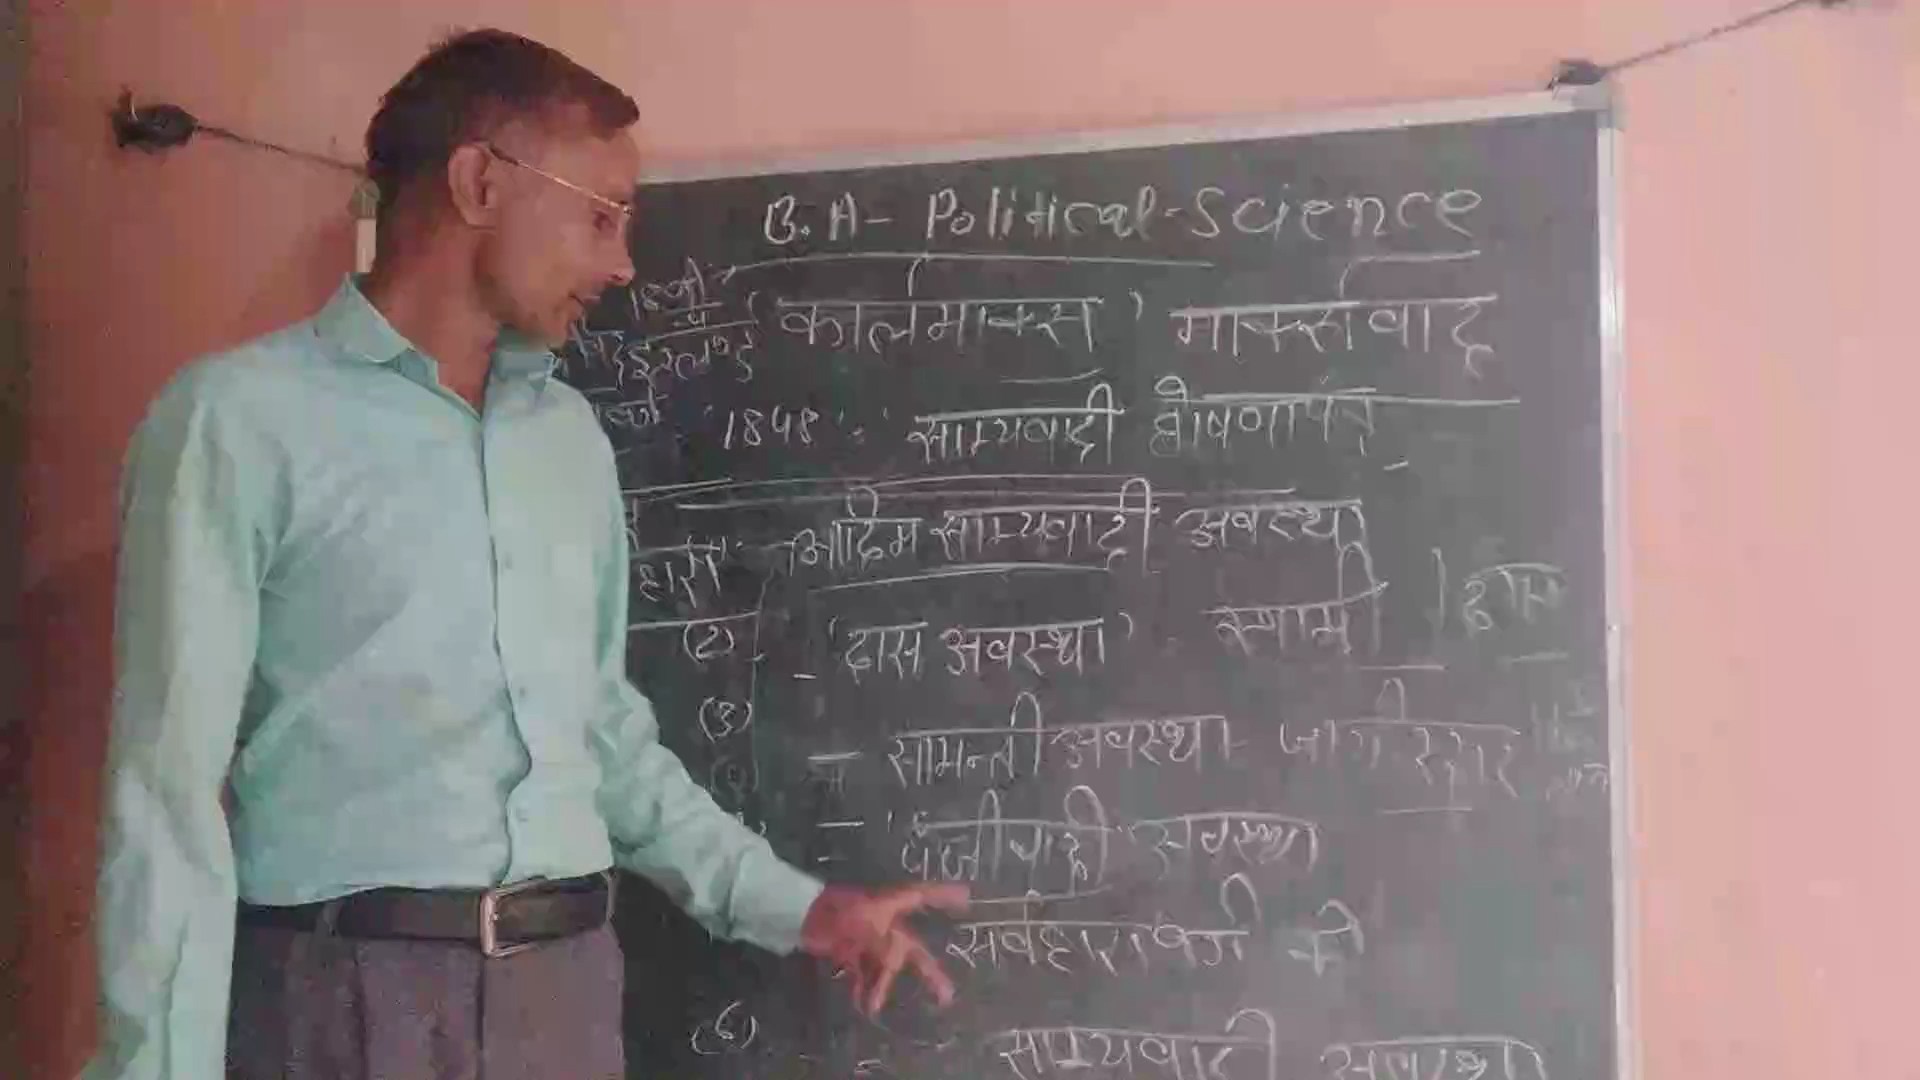 B.A - Political-Science
18वी
इंग्लैण्ड 'कार्लमार्क्स' मार्क्सवाद
1848 : साम्यवादी घोषणापत्र
आदिम साम्यवादी अवस्था
(2) - 'दास अवस्था' - स्वामी | दास
(3) - सामन्ती अवस्था - जागीरदार
- पूंजीवादी अवस्था
सर्वहारावर्ग की
(6) - साम्यवादी अवस्था